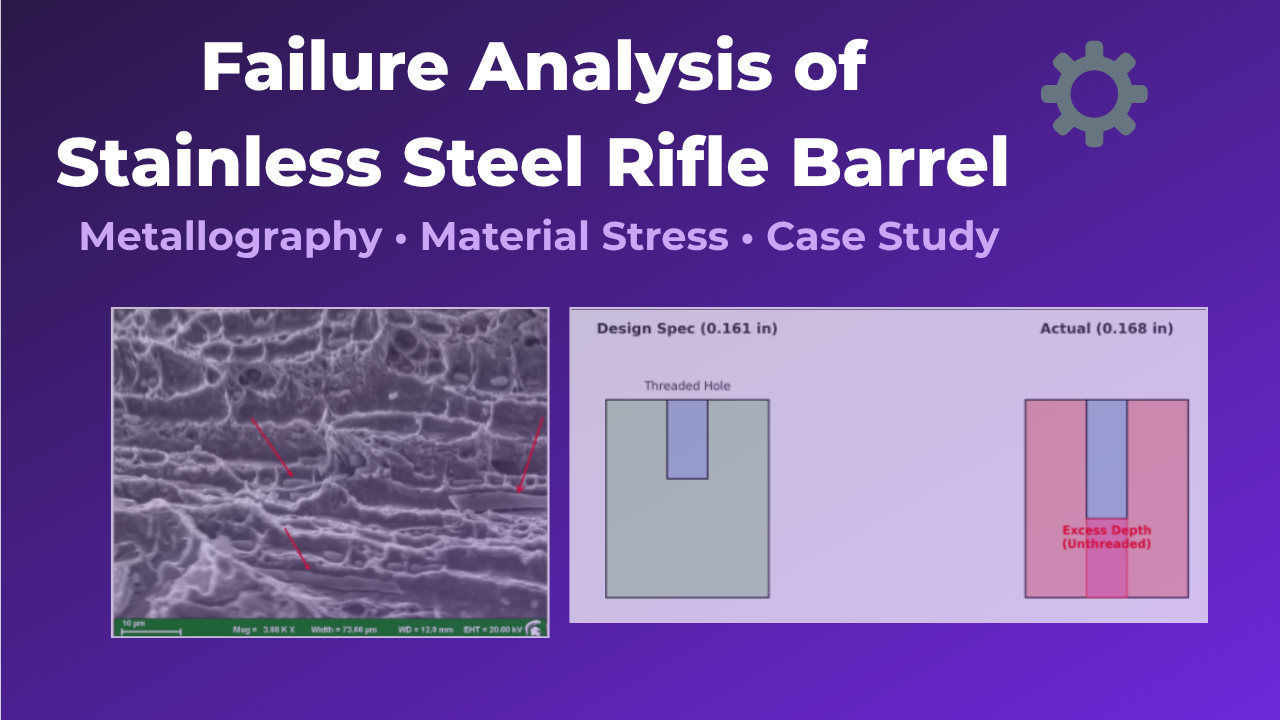 Failure Analysis of
Stainless Steel Rifle Barrel
Metallography • Material Stress • Case Study
Design Spec (0.161 in)
Actual (0.168 in)
Threaded Hole
Excess Depth
(Unthreaded)
10 µm
Mag = 3.98 K X Width = 73.66 µm WD = 12.0 mm EHT = 20.00 kV